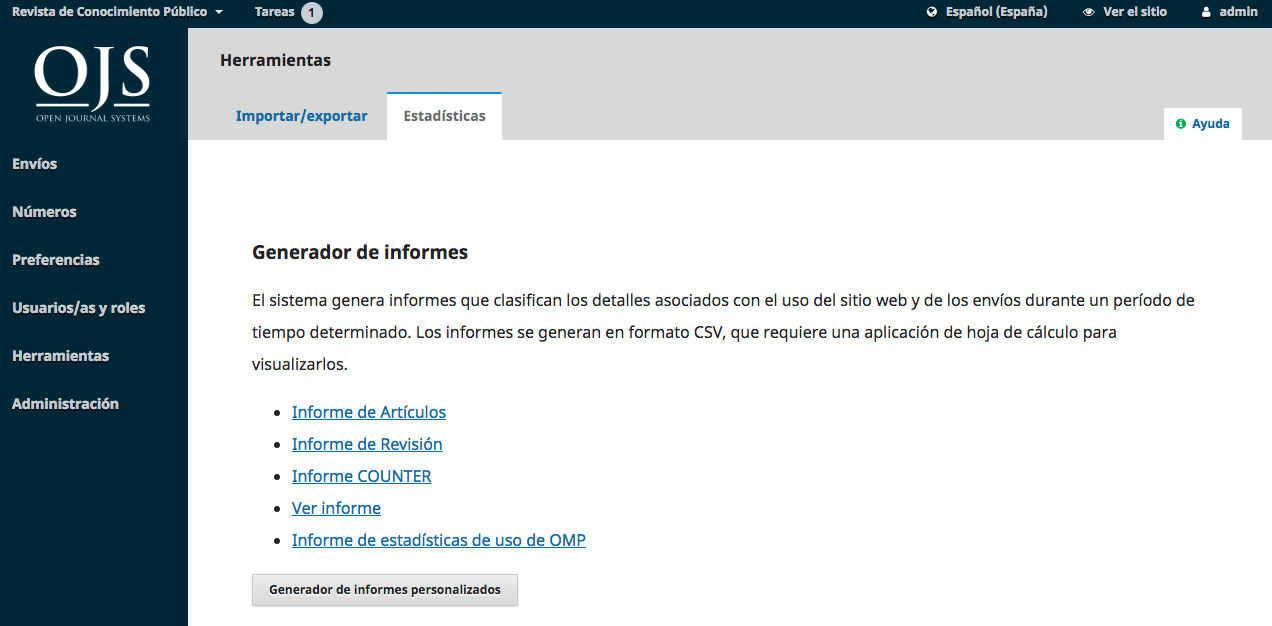 Revista de Conocimiento Público Tareas 1 Español (España) Ver el sitio admin
OJS
OPEN JOURNAL SYSTEMS
Envíos
Números
Preferencias
Usuarios/as y roles
Herramientas
Administración
Herramientas
Importar/exportar Estadísticas
Ayuda
Generador de informes
El sistema genera informes que clasifican los detalles asociados con el uso del sitio web y de los envíos durante un período de
tiempo determinado. Los informes se generan en formato CSV, que requiere una aplicación de hoja de cálculo para
visualizarlos.
Informe de Artículos
Informe de Revisión
Informe COUNTER
Ver informe
Informe de estadísticas de uso de OMP
Generador de informes personalizados